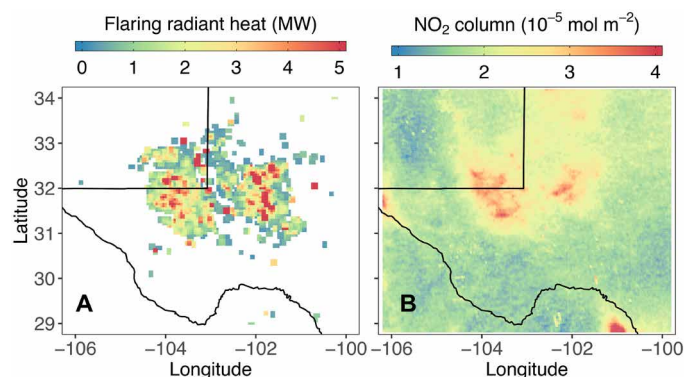 Flaring radiant heat (MW)
0 1 2 3 4 5
NO₂ column (10⁻⁵ mol m⁻²)
1 2 3 4
Latitude
34
33
32
31
30
29
A
−106 −104 −102 −100
Longitude
B
−106 −104 −102 −100
Longitude